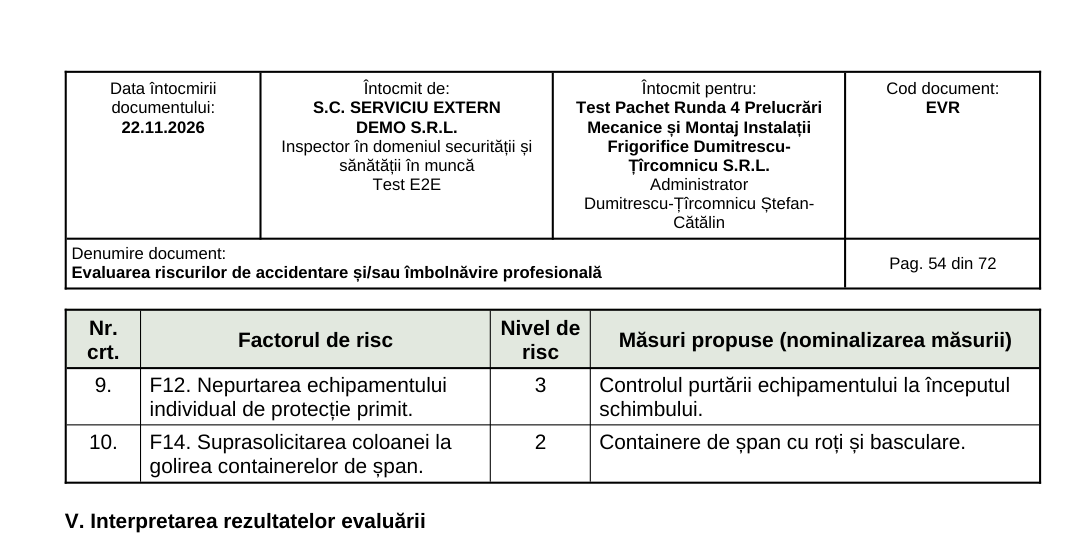 Data întocmirii
documentului:
22.11.2026
Întocmit de:
S.C. SERVICIU EXTERN
DEMO S.R.L.
Inspector în domeniul securității și
sănătății în muncă
Test E2E
Întocmit pentru:
Test Pachet Runda 4 Prelucrări
Mecanice și Montaj Instalații
Frigorifice Dumitrescu-
Țîrcomnicu S.R.L.
Administrator
Dumitrescu-Țîrcomnicu Ștefan-
Cătălin
Cod document:
EVR
Denumire document:
Evaluarea riscurilor de accidentare și/sau îmbolnăvire profesională
Pag. 54 din 72
Nr.
crt.
Factorul de risc
Nivel de
risc
Măsuri propuse (nominalizarea măsurii)
9.
F12. Nepurtarea echipamentului
individual de protecție primit.
3
Controlul purtării echipamentului la începutul
schimbului.
10.
F14. Suprasolicitarea coloanei la
golirea containerelor de șpan.
2
Containere de șpan cu roți și basculare.
V. Interpretarea rezultatelor evaluării